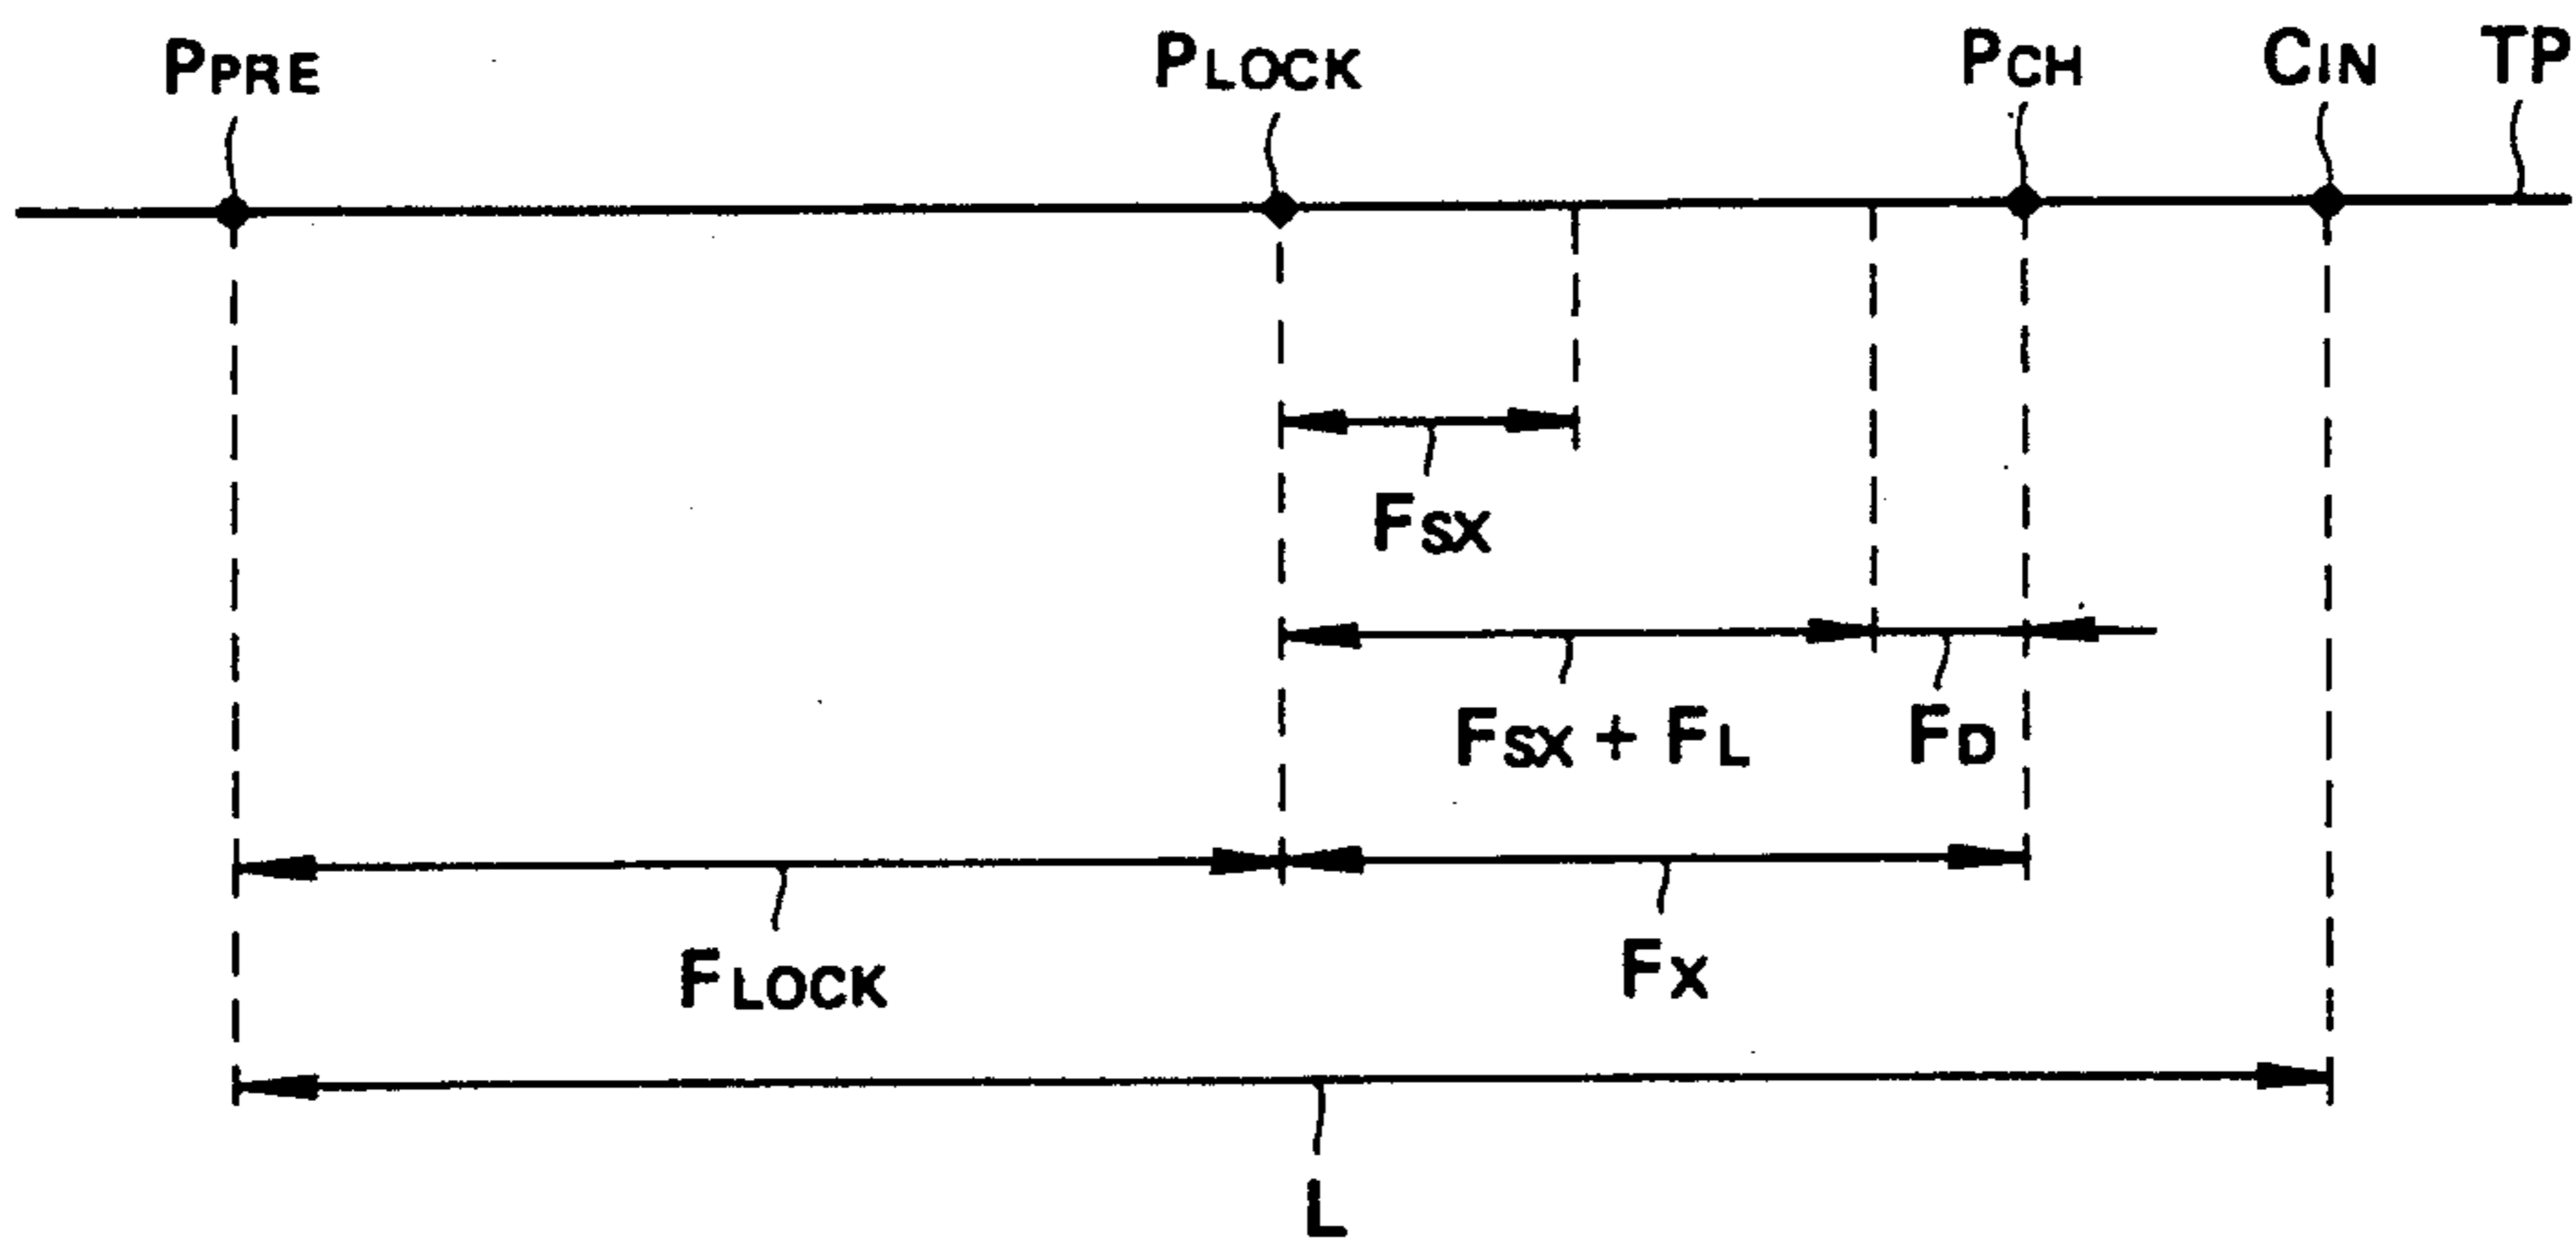 PPRE PLOCK PCH CIN TP
FSX
FSX + FL FD
FLOCK FX
L